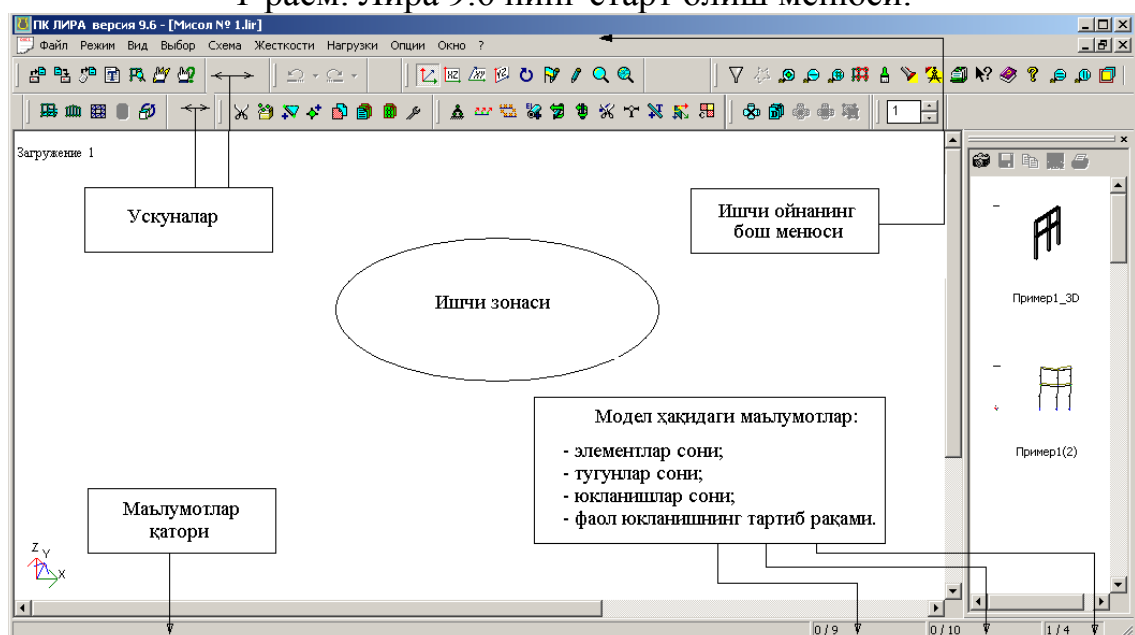 1-расм. Лира 9.6 нинг старт олиш менюси.
ПК ЛИРА версия 9.6 - [Мисол № 1.lir]
Файл Режим Вид Выбор Схема Жесткости Нагрузки Опции Окно ?
1
Загружение 1
Ускуналар
Ишчи ойнанинг
бош менюси
Ишчи зонаси
Пример1_3D
Модел ҳақидаги маьлумотлар:
- элементлар сони;
- тугунлар сони;
- юкланишлар сони;
- фаол юкланишнинг тартиб рақами.
Пример1(2)
Маьлумотлар
қатори
Z
Y
X
0 / 9 0 / 10 1 / 4